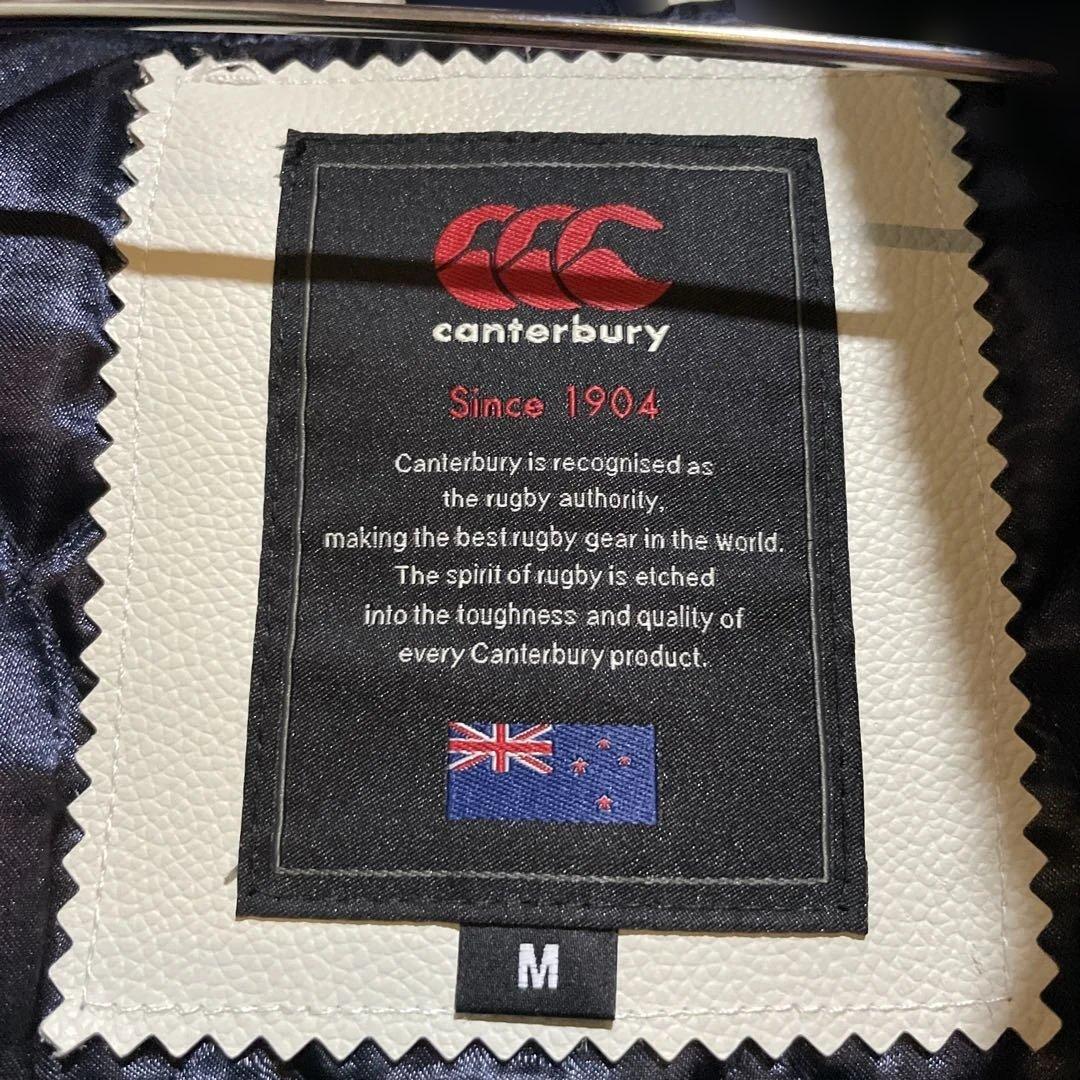 canterbury
Since 1904
Canterbury is recognised as
the rugby authority,
making the best rugby gear in the world.
The spirit of rugby is etched
into the toughness and quality of
every Canterbury product.
M